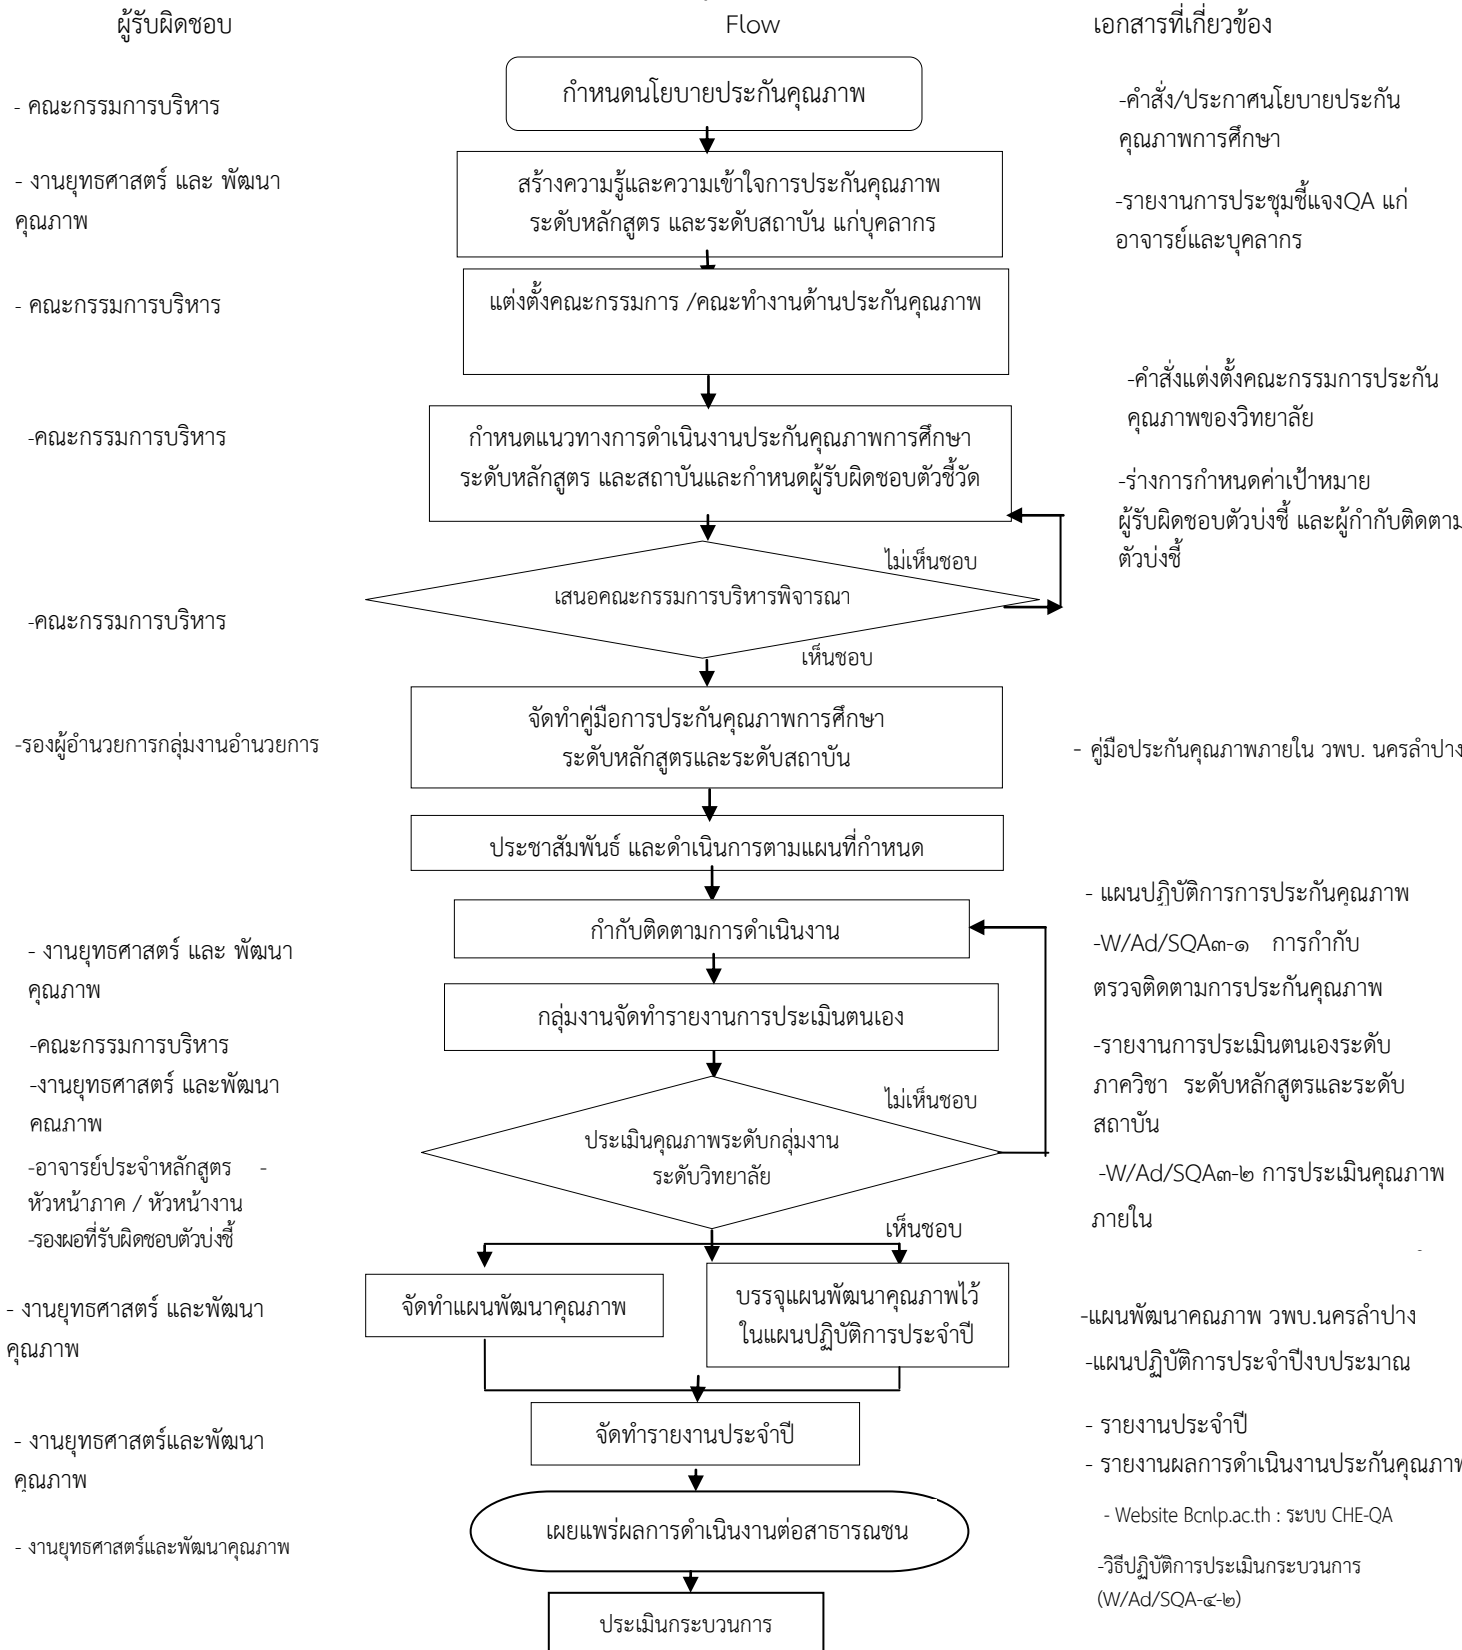 ผู้รับผิดชอบ
Flow
เอกสารที่เกี่ยวข้อง
- คณะกรรมการบริหาร
กำหนดนโยบายประกันคุณภาพ
-คำสั่ง/ประกาศนโยบายประกัน
คุณภาพการศึกษา
- งานยุทธศาสตร์ และ พัฒนา
คุณภาพ
สร้างความรู้และความเข้าใจการประกันคุณภาพ
ระดับหลักสูตร และระดับสถาบัน แก่บุคลากร
-รายงานการประชุมชี้แจงQA แก่
อาจารย์และบุคลากร
- คณะกรรมการบริหาร
แต่งตั้งคณะกรรมการ /คณะทำงานด้านประกันคุณภาพ
-คำสั่งแต่งตั้งคณะกรรมการประกัน
คุณภาพของวิทยาลัย
-คณะกรรมการบริหาร
กำหนดแนวทางการดำเนินงานประกันคุณภาพการศึกษา
ระดับหลักสูตร และสถาบันและกำหนดผู้รับผิดชอบตัวชี้วัด
-ร่างการกำหนดค่าเป้าหมาย
ผู้รับผิดชอบตัวบ่งชี้ และผู้กำกับติดตาม
ตัวบ่งชี้
ไม่เห็นชอบ
เสนอคณะกรรมการบริหารพิจารณา
-คณะกรรมการบริหาร
เห็นชอบ
-รองผู้อำนวยการกลุ่มงานอำนวยการ
จัดทำคู่มือการประกันคุณภาพการศึกษา
ระดับหลักสูตรและระดับสถาบัน
- คู่มือประกันคุณภาพภายใน วพบ. นครลำปาง
ประชาสัมพันธ์ และดำเนินการตามแผนที่กำหนด
- แผนปฏิบัติการการประกันคุณภาพ
กำกับติดตามการดำเนินงาน
- งานยุทธศาสตร์ และ พัฒนา
คุณภาพ
-W/Ad/SQA๓-๑ การกำกับ
ตรวจติดตามการประกันคุณภาพ
กลุ่มงานจัดทำรายงานการประเมินตนเอง
-คณะกรรมการบริหาร
-งานยุทธศาสตร์ และพัฒนา
คณภาพ
-รายงานการประเมินตนเองระดับ
ภาควิชา ระดับหลักสูตรและระดับ
สถาบัน
ไม่เห็นชอบ
ประเมินคุณภาพระดับกลุ่มงาน
ระดับวิทยาลัย
-อาจารย์ประจำหลักสูตร -
หัวหน้าภาค / หัวหน้างาน
-รองผอที่รับผิดชอบตัวบ่งชี้
-W/Ad/SQA๓-๒ การประเมินคุณภาพ
ภายใน
เห็นชอบ
- งานยุทธศาสตร์ และพัฒนา
คุณภาพ
จัดทำแผนพัฒนาคุณภาพ
บรรจุแผนพัฒนาคุณภาพไว้
ในแผนปฏิบัติการประจำปี
-แผนพัฒนาคณภาพ วพบ.นครลำปาง
-แผนปฏิบัติการประจำปีงบประมาณ
- งานยุทธศาสตร์และพัฒนา
คุณภาพ
จัดทำรายงานประจำปี
- รายงานประจำปี
- รายงานผลการดำเนินงานประกันคุณภาพ
- งานยุทธศาสตร์และพัฒนาคุณภาพ
เผยแพร่ผลการดำเนินงานต่อสาธารณชน
- Website Bcnlp.ac.th : ระบบ CHE-QA
-วิธีปฏิบัติการประเมินกระบวนการ
(W/Ad/SQA-๔-๒)
ประเมินกระบวนการ